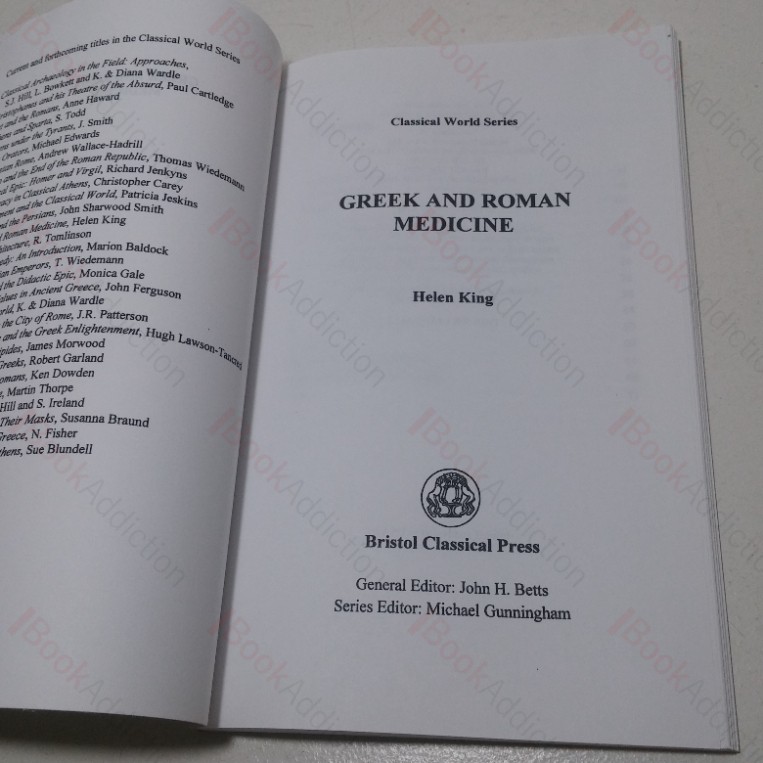 Current and forthcoming titles in the Classical World Series
Classical Archaeology in the Field: Approaches,
S.J. Hill, L. Bowkett and K. & Diana Wardle
and his Theatre of the Absurd, Paul Cartledge
and the Romans, Anne Haward
and Sparta, S. Todd
under the Tyrants, J. Smith
Orators, Michael Edwards
Rome, Andrew Wallace-Hadrill
and the End of the Roman Republic, Thomas Wiedemann
Epic: Homer and Virgil, Richard Jenkyns
in Classical Athens, Christopher Carey
and the Classical World, Patricia Jeskins
and the Persians, John Sharwood Smith
Roman Medicine, Helen King
R. Tomlinson
An Introduction, Marion Baldock
Emperors, T. Wiedemann
the Didactic Epic, Monica Gale
in Ancient Greece, John Ferguson
K. & Diana Wardle
the City of Rome, J.R. Patterson
and the Greek Enlightenment, Hugh Lawson-Tancred
James Morwood
Greeks, Robert Garland
Ken Dowden
Martin Thorpe
Hill and S. Ireland
Their Masks, Susanna Braund
Greece, N. Fisher
Sue Blundell
Classical World Series
GREEK AND ROMAN
MEDICINE
Helen King
Bristol Classical Press
General Editor: John H. Betts
Series Editor: Michael Gunningham
BookAddiction